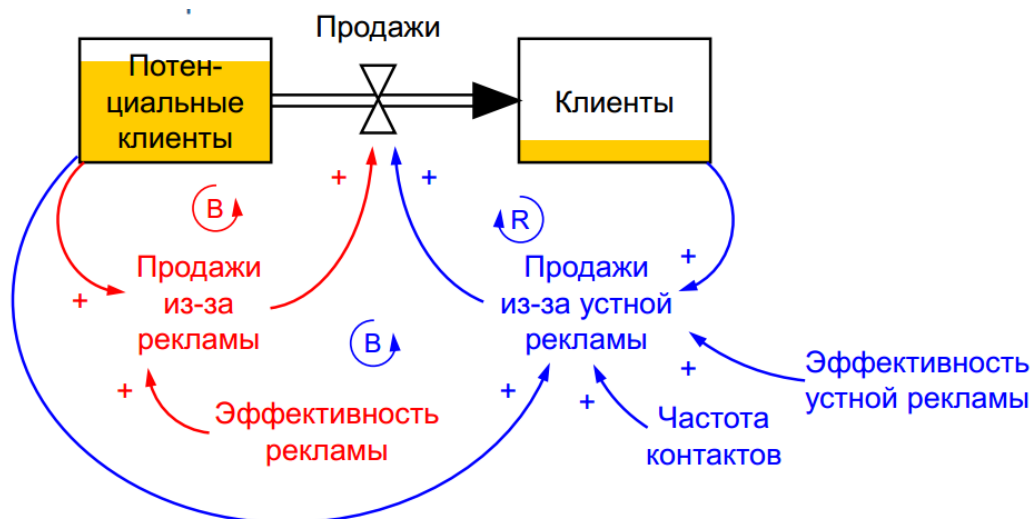 Продажи
Потен-
циальные
клиенты
Клиенты
+
+
B
R
+
+
Продажи
из-за
рекламы
Продажи
из-за устной
рекламы
B
+
+
+
+
Эффективность
рекламы
Частота
контактов
Эффективность
устной рекламы